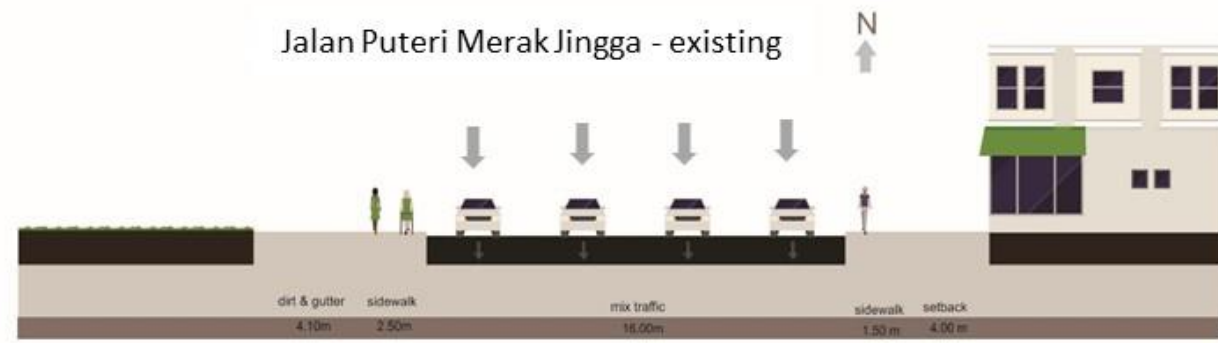 Jalan Puteri Merak Jingga - existing
N
dirt & gutter
4.10m
sidewalk
2.50m
mix traffic
16.00m
sidewalk
1.50 m
setback
4.00 m